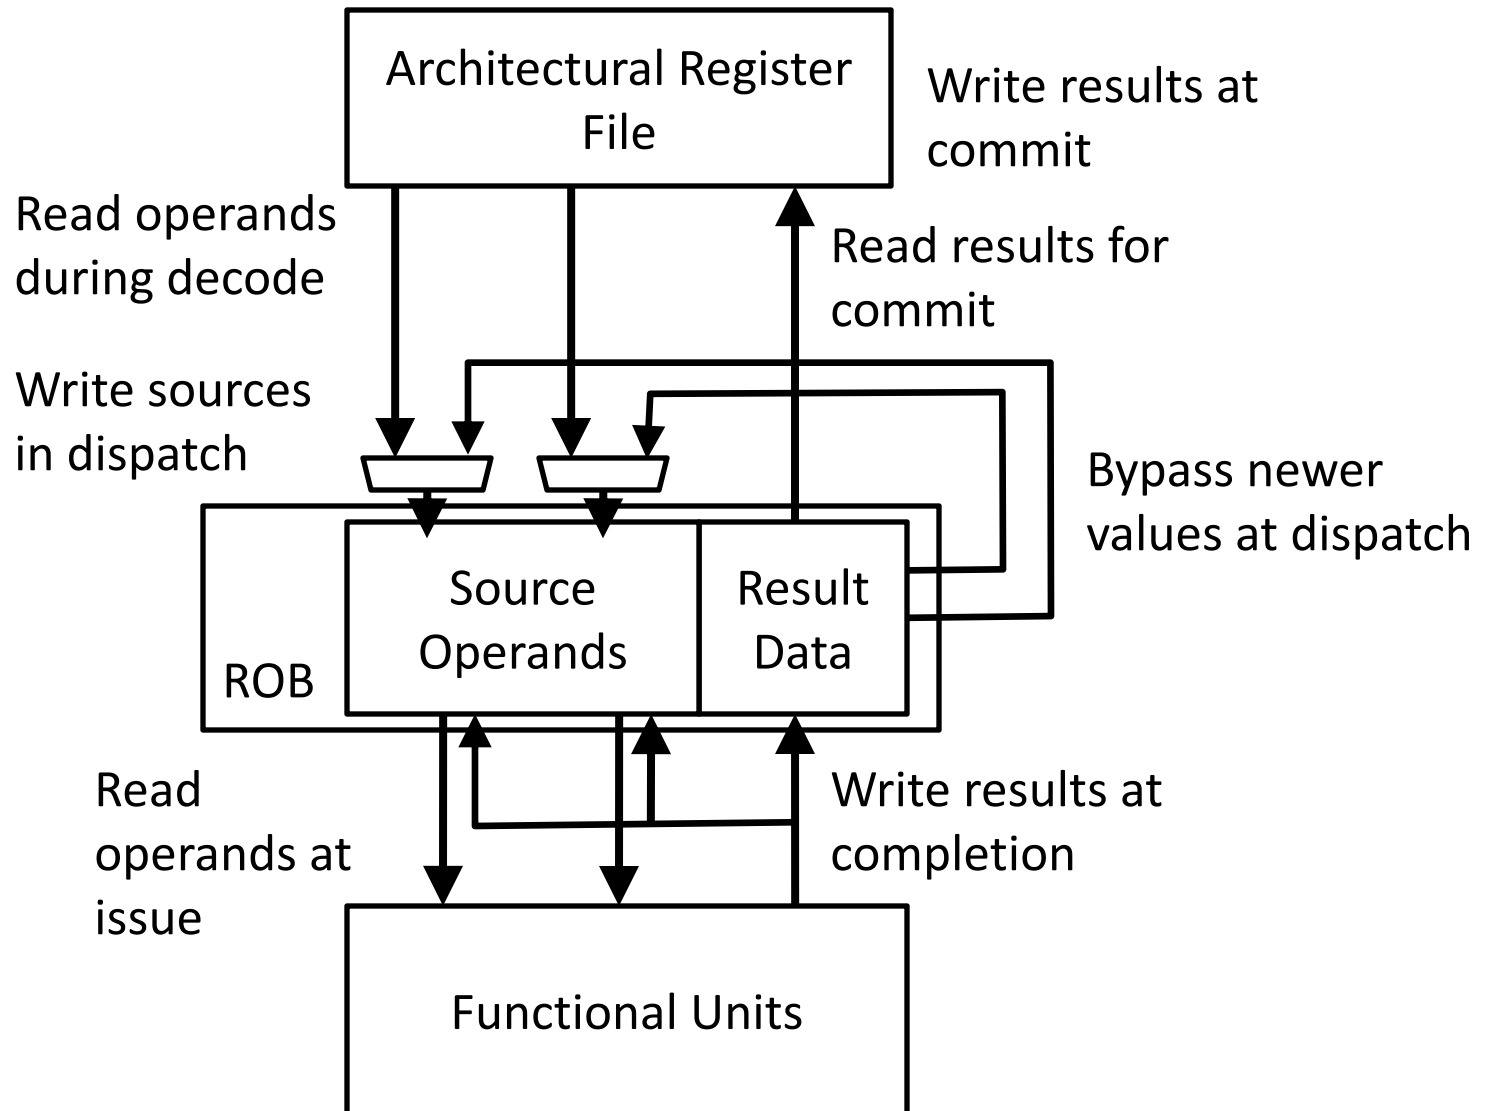 Architectural Register
File
Write results at
commit
Read operands
during decode
Read results for
commit
Write sources
in dispatch
Bypass newer
values at dispatch
Source
Operands
Result
Data
ROB
Read
operands at
issue
Write results at
completion
Functional Units